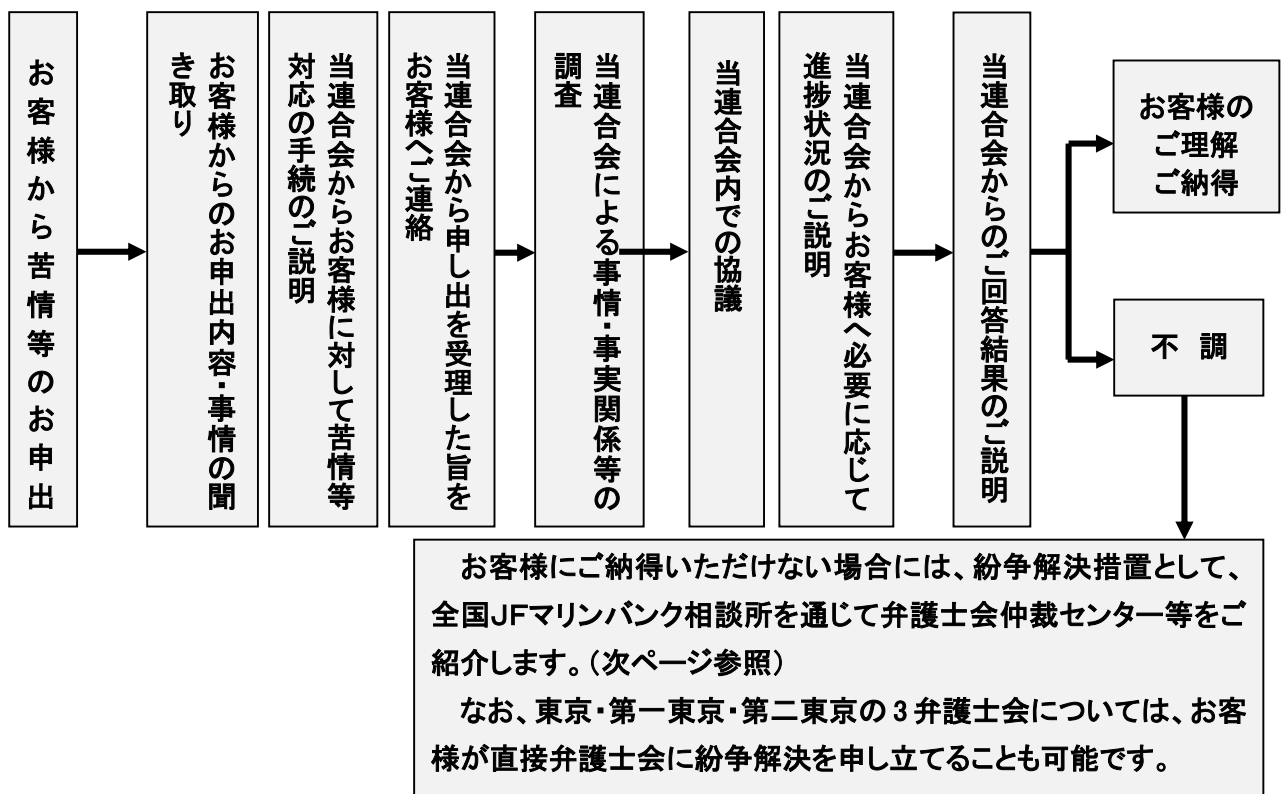 お客様から苦情等のお申出
お客様からのお申出内容・事情の聞
き取り
当連合会からお客様に対して苦情等
対応の手続のご説明
当連合会から申し出を受理した旨を
お客様へご連絡
当連合会による事情・事実関係等の
調査
当連合会内での協議
当連合会からお客様へ必要に応じて
進捗状況のご説明
当連合会からのご回答結果のご説明
お客様の
ご理解
ご納得
不 調
お客様にご納得いただけない場合には、紛争解決措置として、
全国JFマリンバンク相談所を通じて弁護士会仲裁センター等をご
紹介します。(次ページ参照)
なお、東京・第一東京・第二東京の3弁護士会については、お客
様が直接弁護士会に紛争解決を申し立てることも可能です。